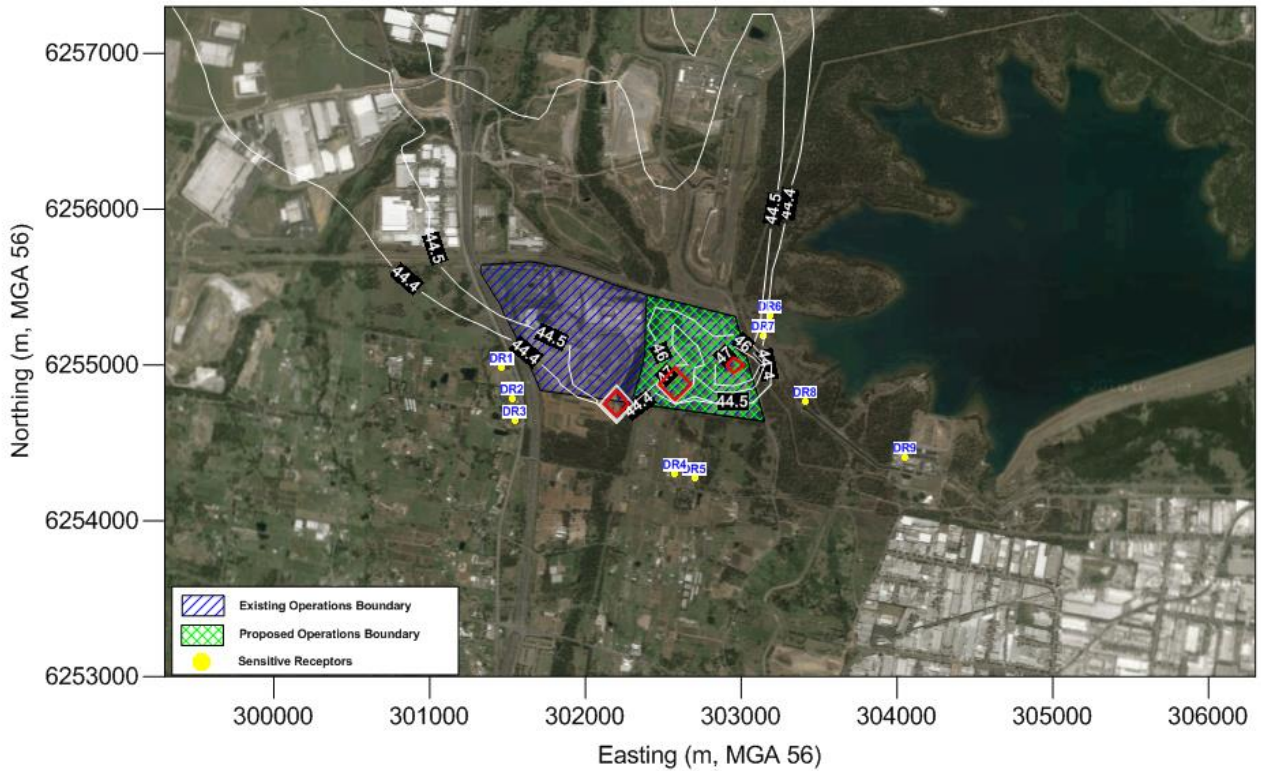 Northing (m, MGA 56)
6257000
6256000
6255000
6254000
6253000
44.5
44.4
44.5
44.4
44.5
44.4
DR6
DR7
46
47
44.4
46
47
44.5
44.4
DR1
DR2
DR3
DR8
DR4
DR5
DR9
Existing Operations Boundary
Proposed Operations Boundary
Sensitive Receptors
300000
301000
302000
303000
304000
305000
306000
Easting (m, MGA 56)